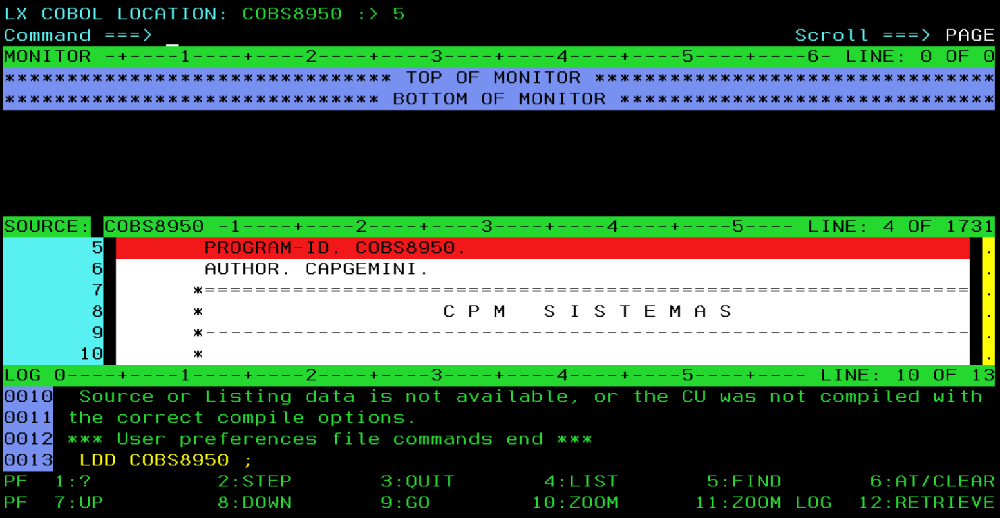 LX COBOL LOCATION: COBS8950 :> 5
Command ===> _ Scroll ===> PAGE
MONITOR -+----1----+----2----+----3----+----4----+----5----+----6- LINE: 0 OF 0
******************************* TOP OF MONITOR ********************************
******************************* BOTTOM OF MONITOR ******************************
SOURCE: COBS8950 -1----+----2----+----3----+----4----+----5---- LINE: 4 OF 1731
5 PROGRAM-ID. COBS8950. .
6 AUTHOR. CAPGEMINI. .
7 *============================================================= .
8 * C P M S I S T E M A S .
9 *------------------------------------------------------------- .
10 * .
LOG 0----+----1----+----2----+----3----+----4----+----5----+---- LINE: 10 OF 13
0010 Source or Listing data is not available, or the CU was not compiled with
0011 the correct compile options.
0012 *** User preferences file commands end ***
0013 LDD COBS8950 ;
PF 1:? 2:STEP 3:QUIT 4:LIST 5:FIND 6:AT/CLEAR
PF 7:UP 8:DOWN 9:GO 10:ZOOM 11:ZOOM LOG 12:RETRIEVE